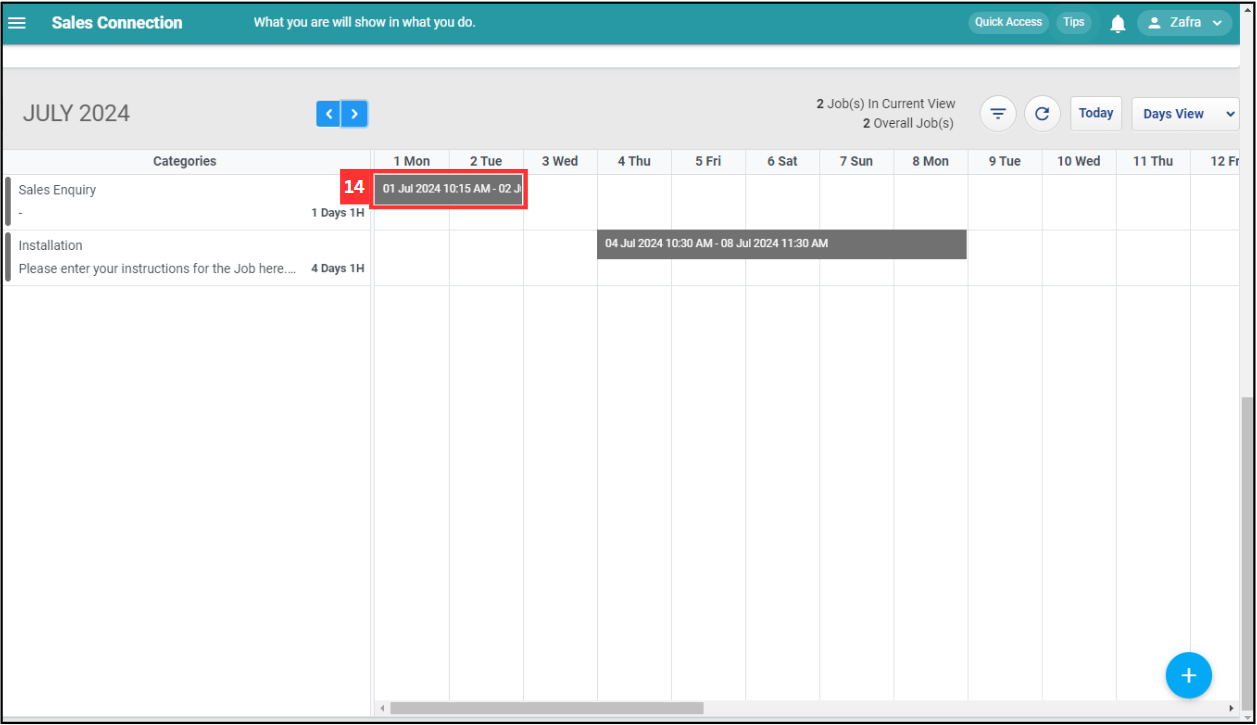 Sales Connection
What you are will show in what you do.
Quick Access
Tips
Zafra
JULY 2024
2 Job(s) In Current View
2 Overall Job(s)
Today
Days View
Categories
1 Mon
2 Tue
3 Wed
4 Thu
5 Fri
6 Sat
7 Sun
8 Mon
9 Tue
10 Wed
11 Thu
12 Fr
Sales Enquiry
-
1 Days 1H
14
01 Jul 2024 10:15 AM - 02 J
Installation
Please enter your instructions for the Job here....
4 Days 1H
04 Jul 2024 10:30 AM - 08 Jul 2024 11:30 AM